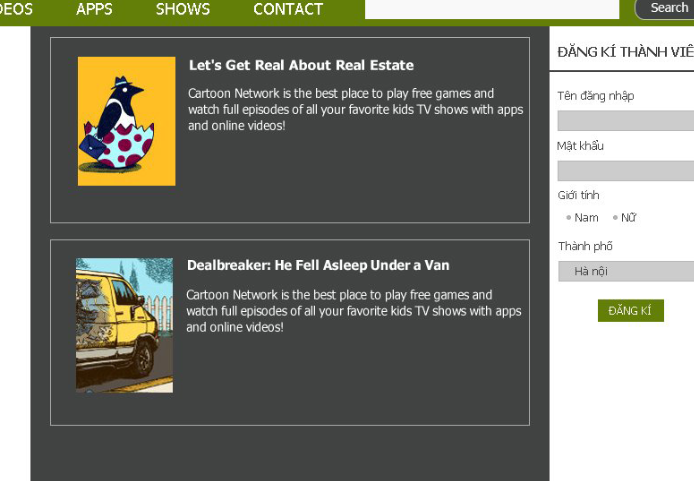 APPS SHOWS CONTACT Search
Let's Get Real About Real Estate
Cartoon Network is the best place to play free games and
watch full episodes of all your favorite kids TV shows with apps
and online videos!
Dealbreaker: He Fell Asleep Under a Van
Cartoon Network is the best place to play free games and
watch full episodes of all your favorite kids TV shows with apps
and online videos!
ĐĂNG KÍ THÀNH VIÊ
Tên đăng nhập
Mật khẩu
Giới tính
Nam Nữ
Thành phố
Hà nội
ĐĂNG KÍ